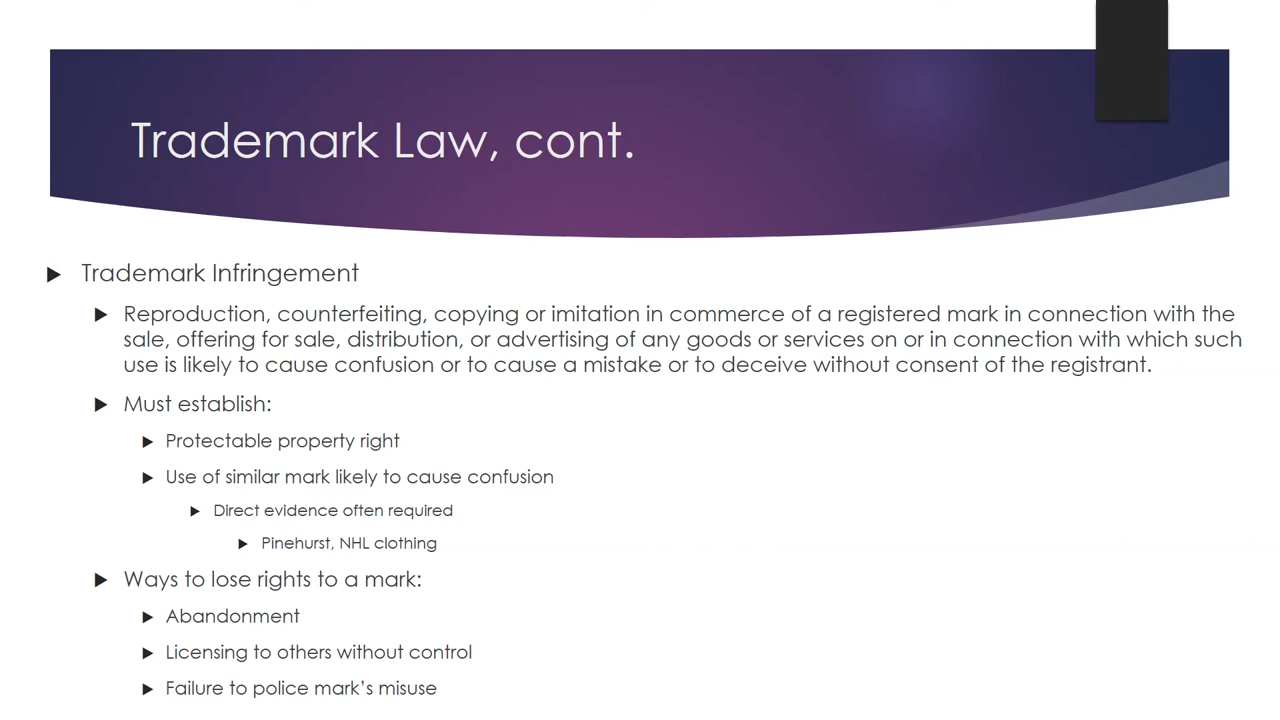 Trademark Law, cont.
Trademark Infringement
Reproduction, counterfeiting, copying or imitation in commerce of a registered mark in connection with the
sale, offering for sale, distribution, or advertising of any goods or services on or in connection with which such
use is likely to cause confusion or to cause a mistake or to deceive without consent of the registrant.
Must establish:
Protectable property right
Use of similar mark likely to cause confusion
Direct evidence often required
Pinehurst, NHL clothing
Ways to lose rights to a mark:
Abandonment
Licensing to others without control
Failure to police mark’s misuse